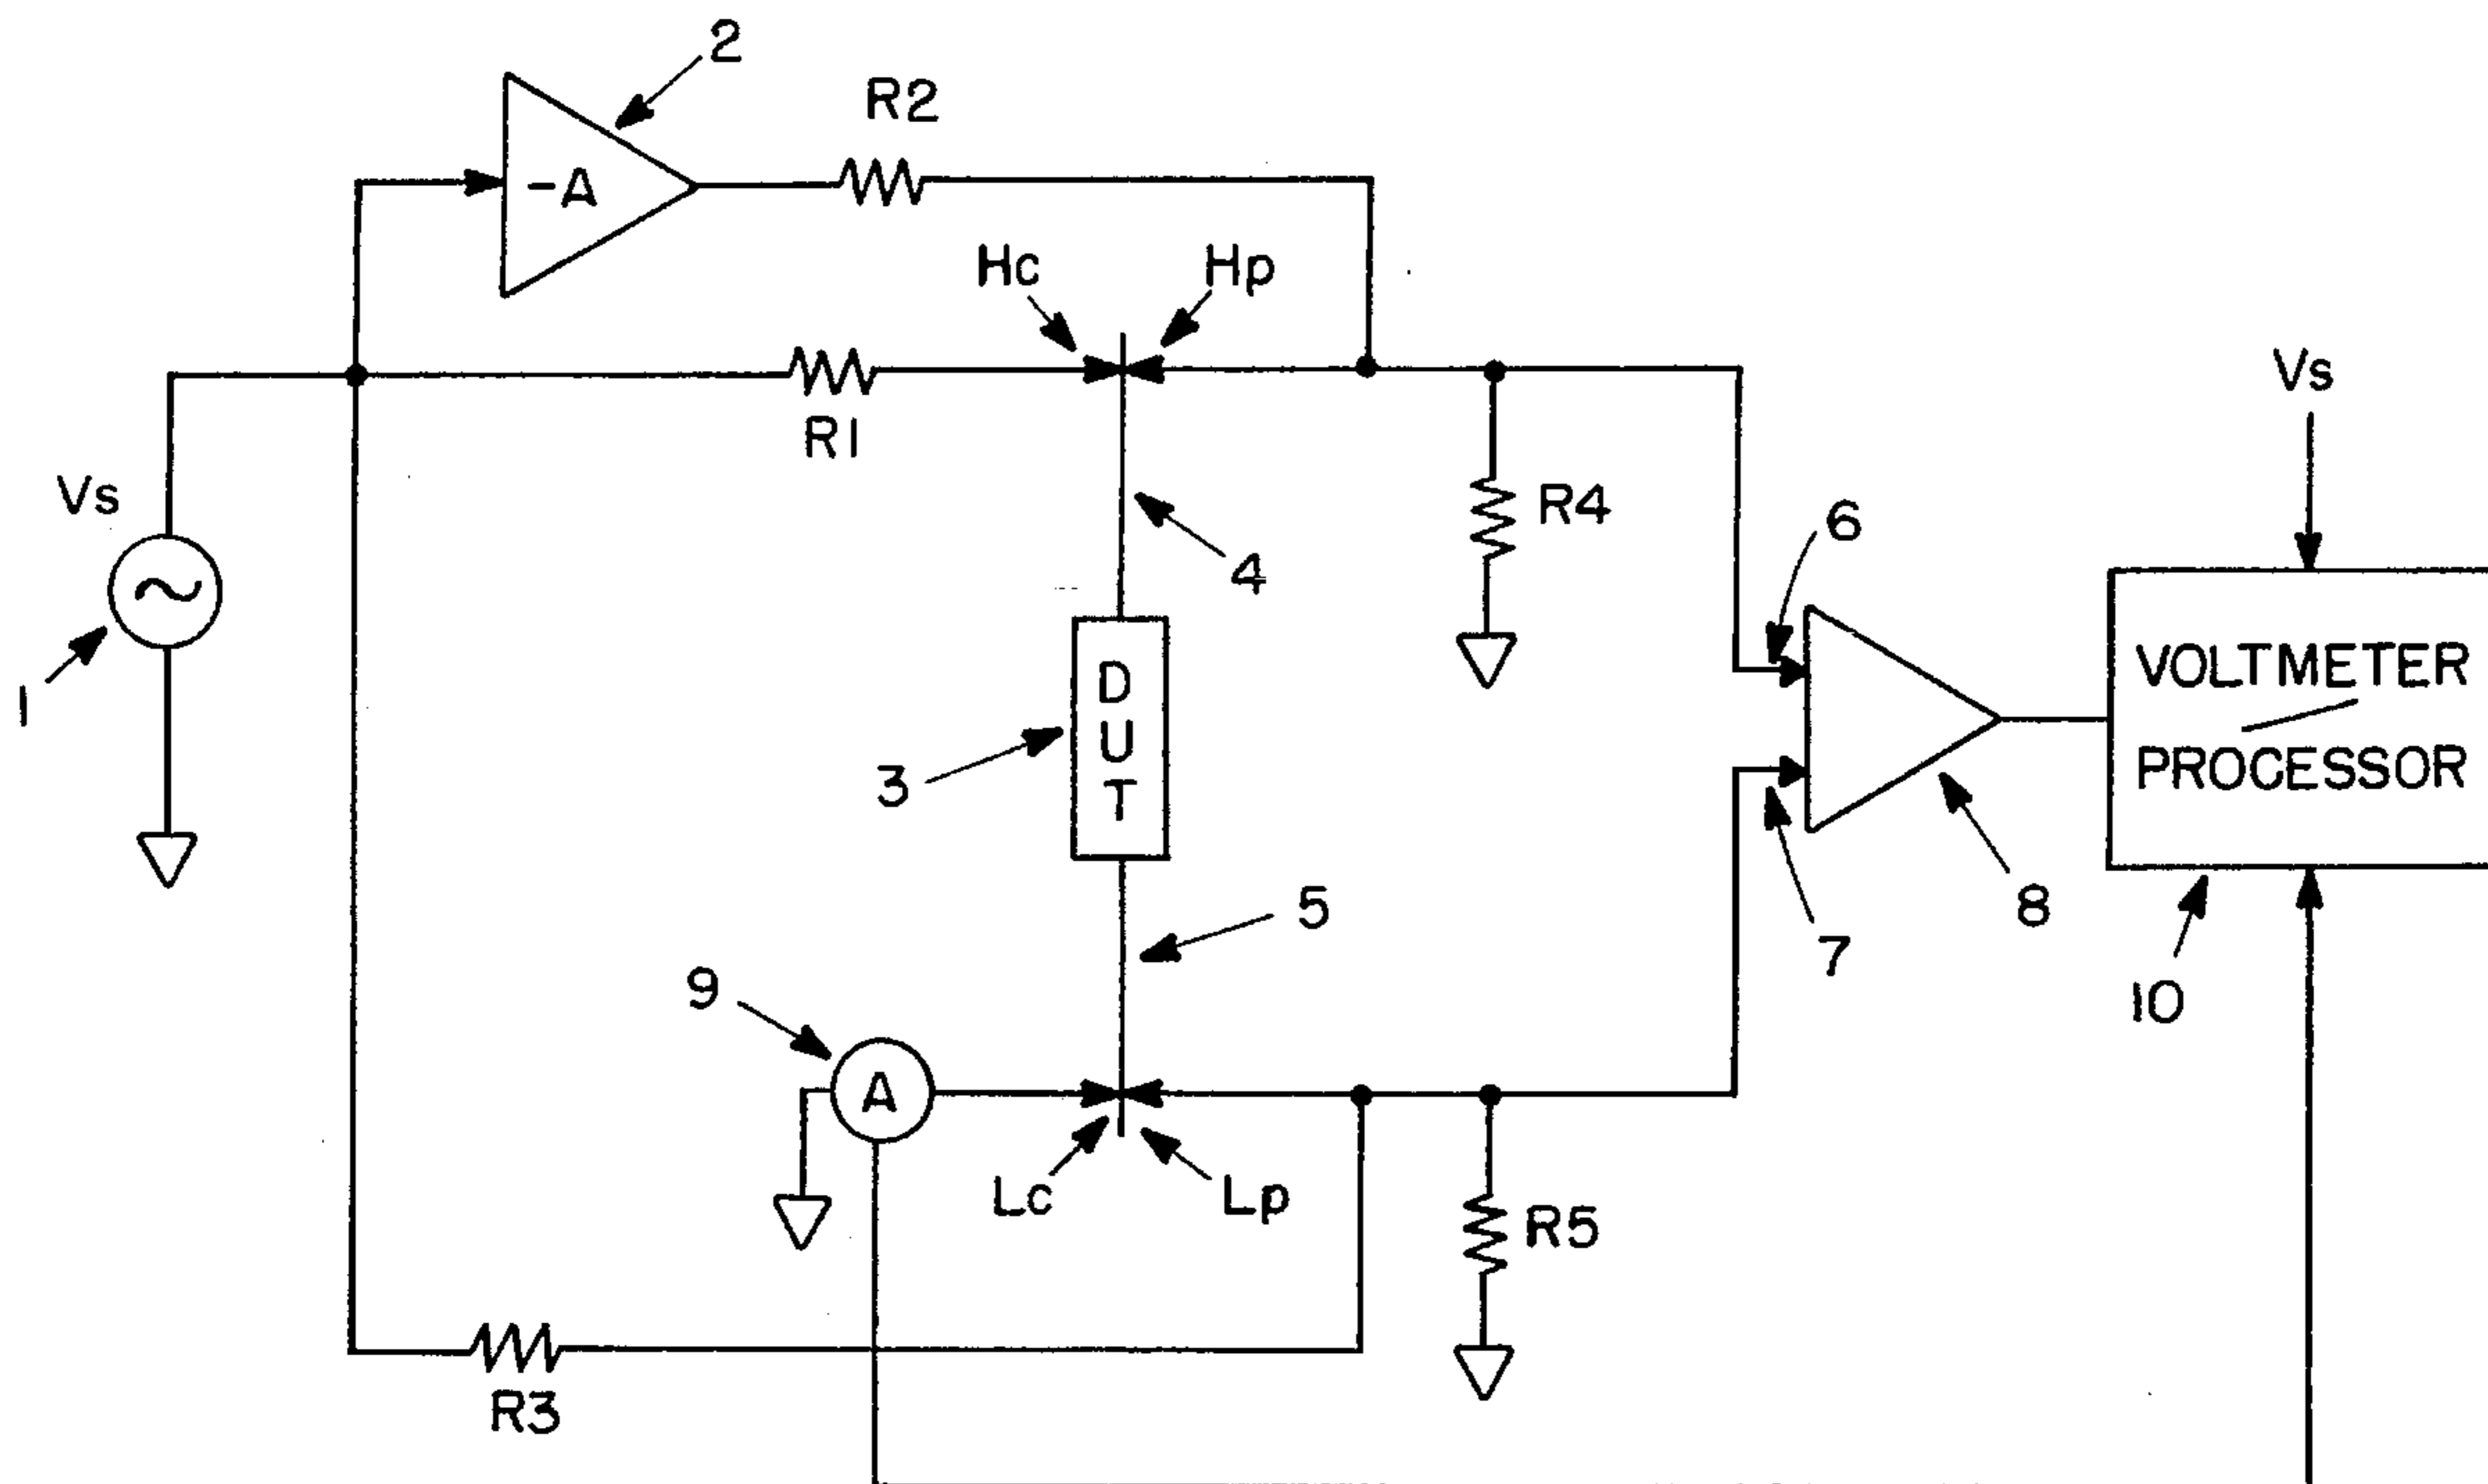 2
R2
-A
Hc
Hp
R1
Vs
Vs
R4
6
4
1
D
U
T
3
VOLTMETER
/
PROCESSOR
5
8
7
9
10
A
Lc
Lp
R5
R3